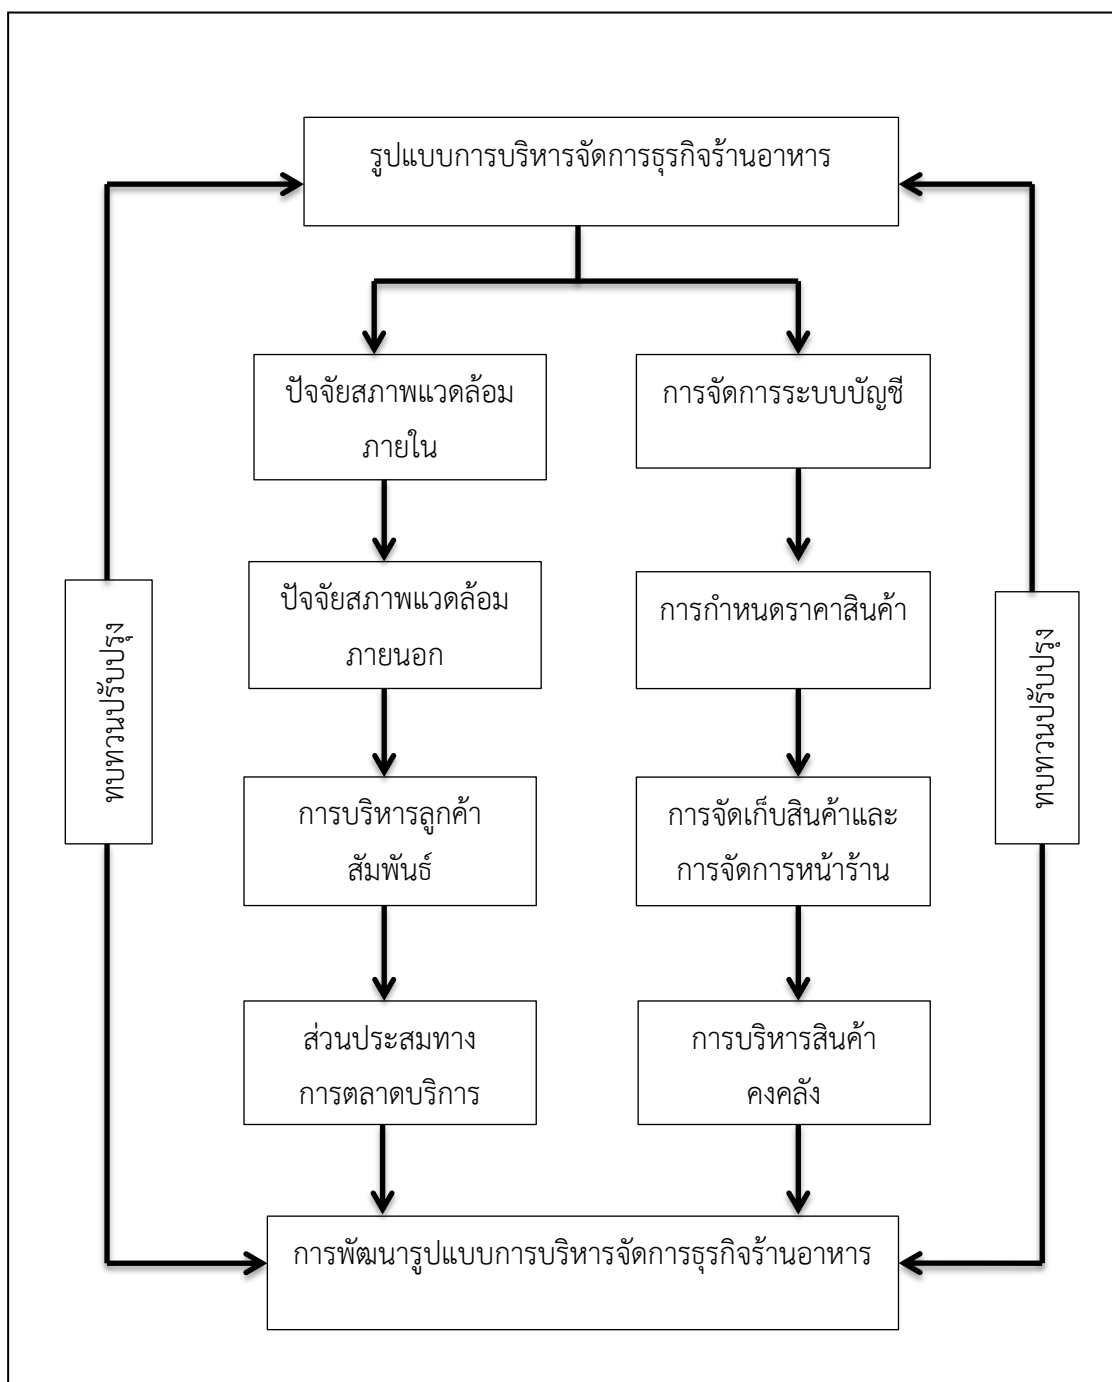 รูปแบบการบริหารจัดการธุรกิจร้านอาหาร
ปัจจัยสภาพแวดล้อม
ภายใน
การจัดการระบบบัญชี
ปัจจัยสภาพแวดล้อม
ภายนอก
การกำหนดราคาสินค้า
ทบทวนปรับปรุง
ทบทวนปรับปรุง
การบริหารลูกค้า
สัมพันธ์
การจัดเก็บสินค้าและ
การจัดการหน้าร้าน
ส่วนประสมทาง
การตลาดบริการ
การบริหารสินค้า
คงคลัง
การพัฒนารูปแบบการบริหารจัดการธุรกิจร้านอาหาร